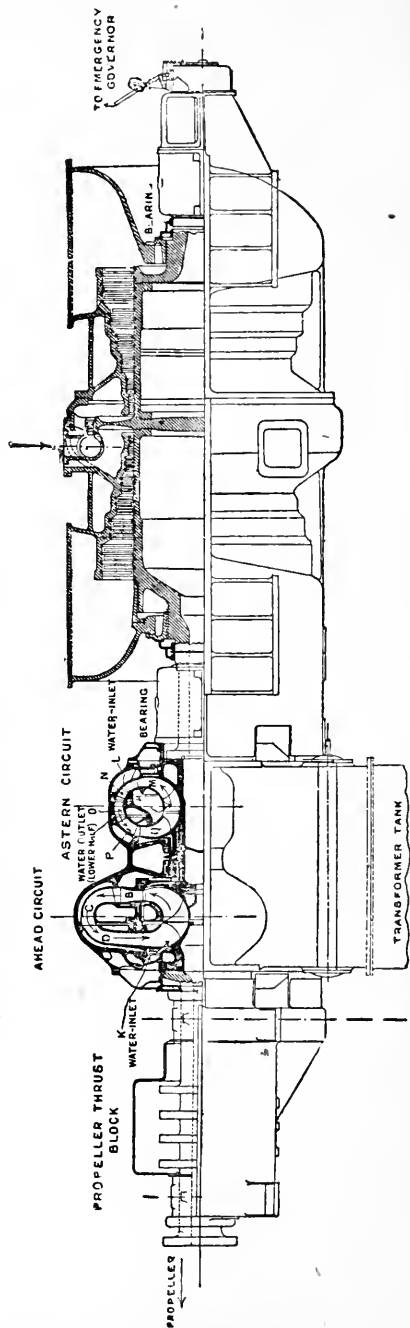 TO EMERGENCY
GOVERNOR
BEARING
AHEAD CIRCUIT
ASTERN CIRCUIT
WATER OUTLET
(LOWER HALF)
WATER-INLET
BEARING
N
L
M
O
P
C
B
D
K
WATER-INLET
PROPELLER THRUST
BLOCK
PROPELLER
TRANSFORMER TANK